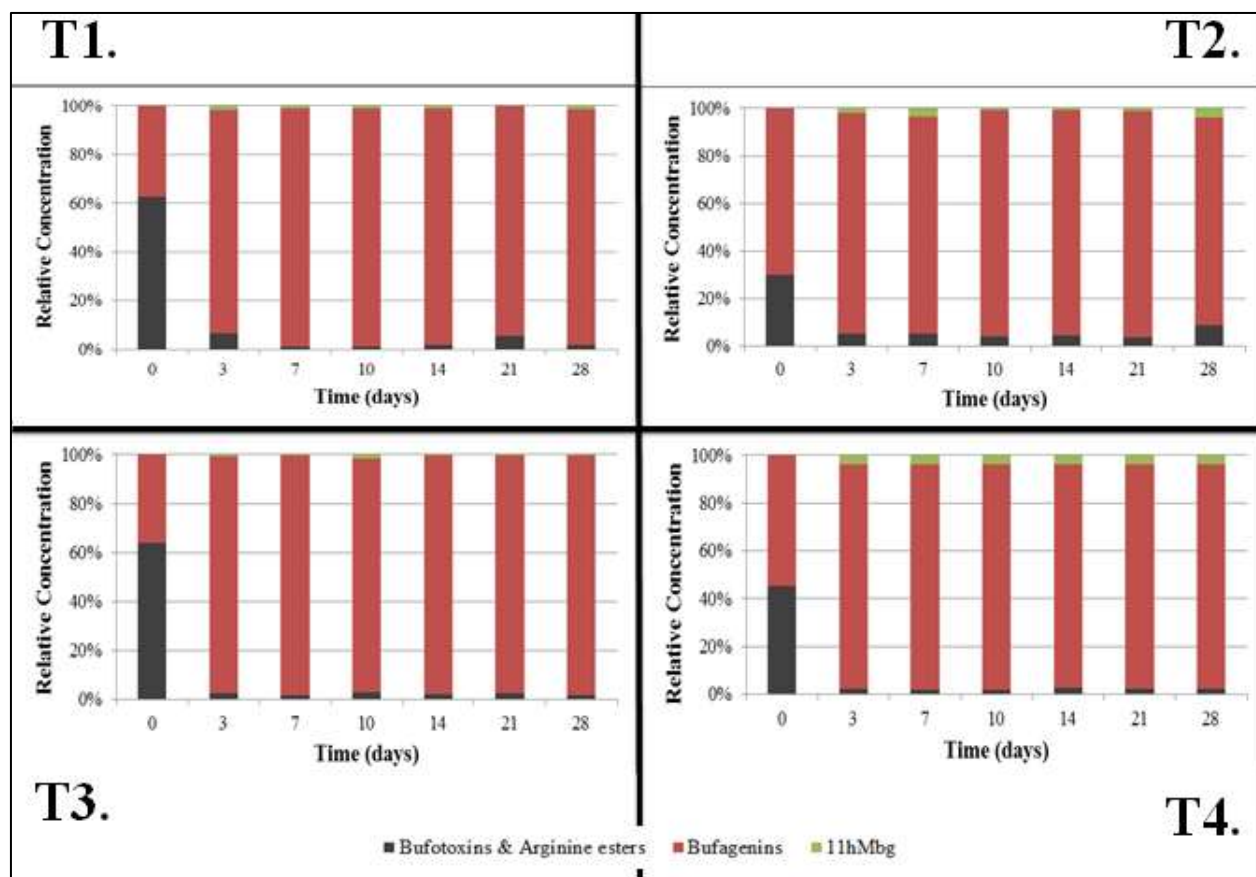 T1.
Relative Concentration
100%
80%
60%
40%
20%
0%
0 3 7 10 14 21 28
Time (days)
T2.
Relative Concentration
100%
80%
60%
40%
20%
0%
0 3 7 10 14 21 28
Time (days)
Relative Concentration
100%
80%
60%
40%
20%
0%
0 3 7 10 14 21 28
Time (days)
T3.
Relative Concentration
100%
80%
60%
40%
20%
0%
0 3 7 10 14 21 28
Time (days)
T4.
Bufotoxins & Arginine esters Bufagenins 11hMbg